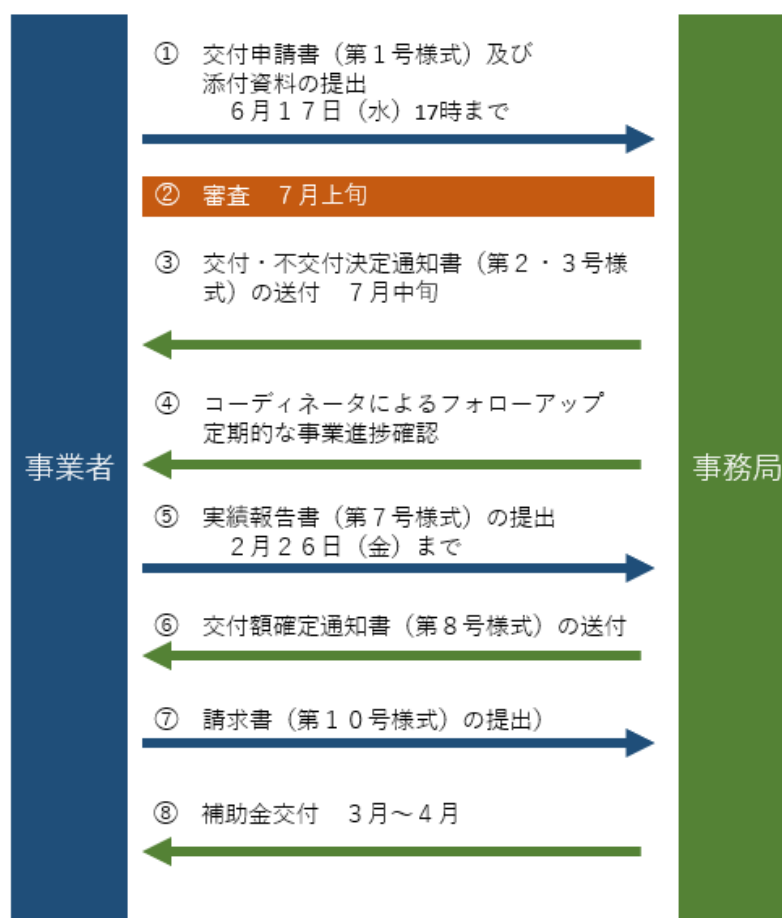 ① 交付申請書（第１号様式）及び
添付資料の提出
６月１７日（水）17時まで
② 審査　７月上旬
③ 交付・不交付決定通知書（第２・３号様
式）の送付　７月中旬
④ コーディネータによるフォローアップ
定期的な事業進捗確認
事業者
事務局
⑤ 実績報告書（第７号様式）の提出
２月２６日（金）まで
⑥ 交付額確定通知書（第８号様式）の送付
⑦ 請求書（第１０号様式）の提出）
⑧ 補助金交付　３月～４月